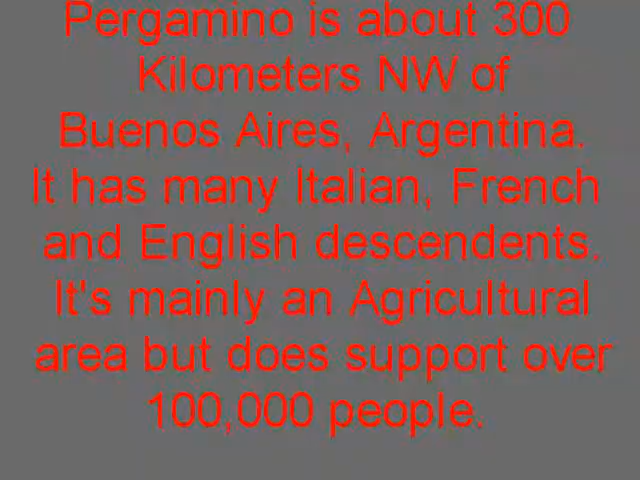 Pergamino is about 300
Kilometers NW of
Buenos Aires, Argentina.
It has many Italian, French
and English descendents.
It's mainly an Agricultural
area but does support over
100,000 people.